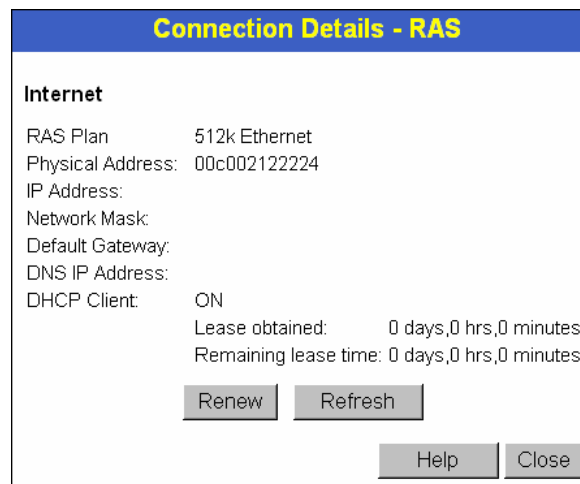 Connection Details - RAS
Internet
RAS Plan 512k Ethernet
Physical Address: 00c002122224
IP Address:
Network Mask:
Default Gateway:
DNS IP Address:
DHCP Client: ON
Lease obtained: 0 days,0 hrs,0 minutes
Remaining lease time: 0 days,0 hrs,0 minutes
Renew Refresh
Help Close